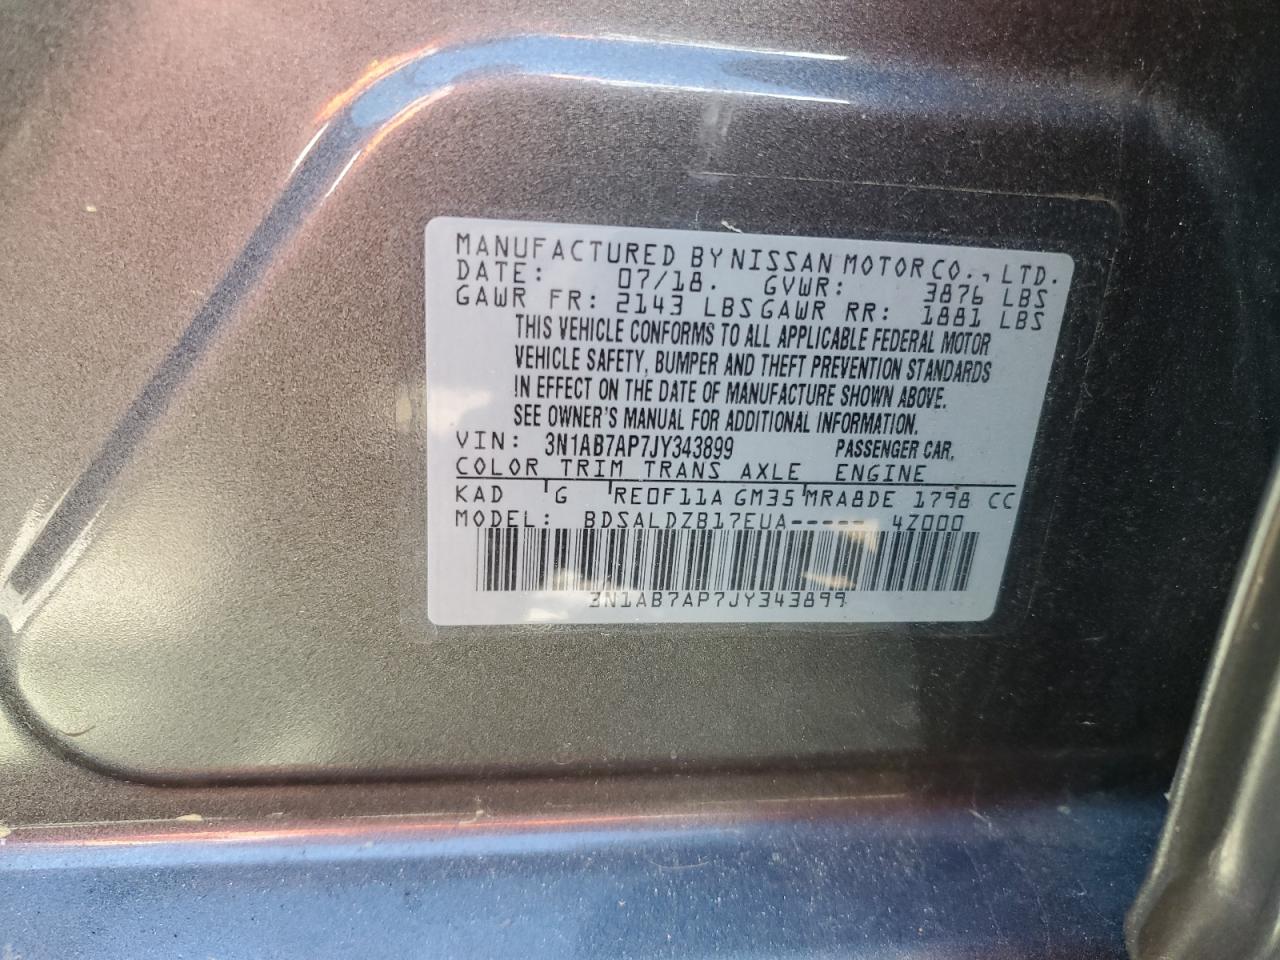 MANUFACTURED BY NISSAN MOTOR CO., LTD.
DATE: 07/18. GVWR: 3876 LBS
GAWR FR: 2143 LBS GAWR RR: 1881 LBS
THIS VEHICLE CONFORMS TO ALL APPLICABLE FEDERAL MOTOR
VEHICLE SAFETY, BUMPER AND THEFT PREVENTION STANDARDS
IN EFFECT ON THE DATE OF MANUFACTURE SHOWN ABOVE.
SEE OWNER'S MANUAL FOR ADDITIONAL INFORMATION.
VIN: 3N1AB7AP7JY343899 PASSENGER CAR.
COLOR TRIM TRANS AXLE ENGINE
KAD G RE0F11A GM35 MRA8DE 1798 CC
MODEL: BDSALDZB17EUA----- 4Z000
3N1AB7AP7JY343899